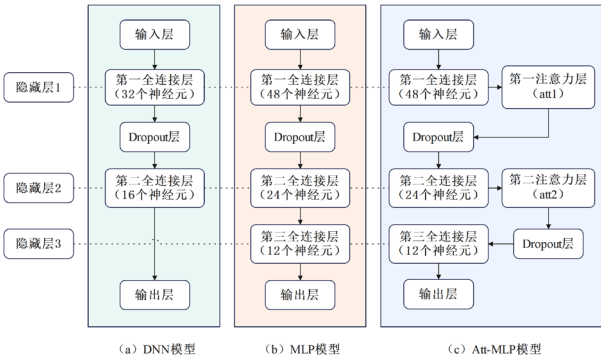 输入层
输入层
输入层
隐藏层1
第一全连接层
（32个神经元）
第一全连接层
（48个神经元）
第一全连接层
（48个神经元）
第一注意力层
（att1）
Dropout层
Dropout层
Dropout层
隐藏层2
第二全连接层
（16个神经元）
第二全连接层
（24个神经元）
第二全连接层
（24个神经元）
第二注意力层
（att2）
隐藏层3
第三全连接层
（12个神经元）
第三全连接层
（12个神经元）
Dropout层
输出层
输出层
输出层
（a）DNN模型
（b）MLP模型
（c）Att-MLP模型